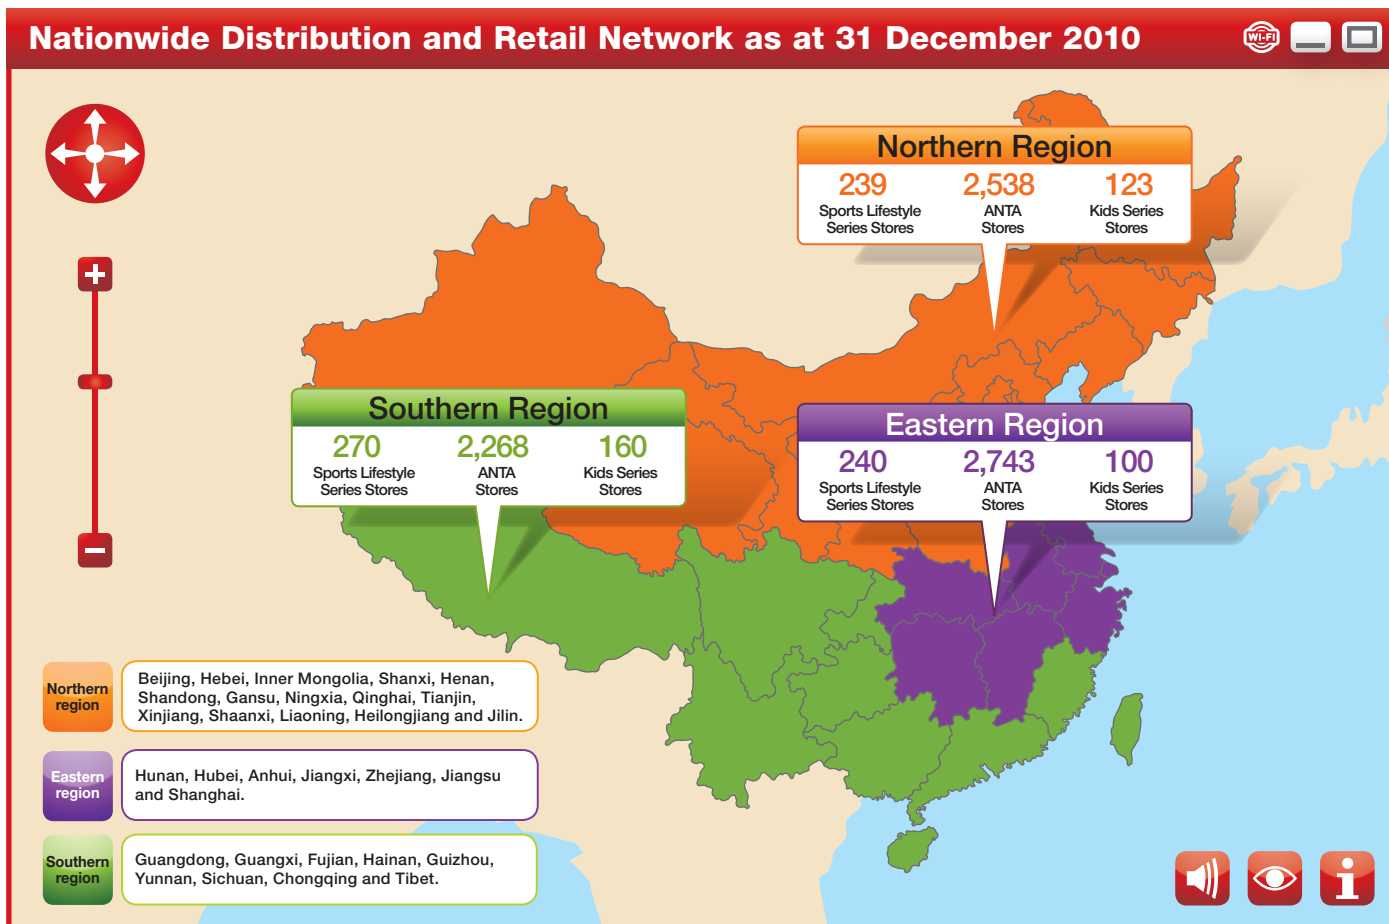 Nationwide Distribution and Retail Network as at 31 December 2010
WI-FI
Northern Region
239 2,538 123
Sports Lifestyle ANTA Kids Series
Series Stores Stores Stores
Southern Region
270 2,268 160
Sports Lifestyle ANTA Kids Series
Series Stores Stores Stores
Eastern Region
240 2,743 100
Sports Lifestyle ANTA Kids Series
Series Stores Stores Stores
Northern
region
Beijing, Hebei, Inner Mongolia, Shanxi, Henan,
Shandong, Gansu, Ningxia, Qinghai, Tianjin,
Xinjiang, Shaanxi, Liaoning, Heilongjiang and Jilin.
Eastern
region
Hunan, Hubei, Anhui, Jiangxi, Zhejiang, Jiangsu
and Shanghai.
Southern
region
Guangdong, Guangxi, Fujian, Hainan, Guizhou,
Yunnan, Sichuan, Chongqing and Tibet.